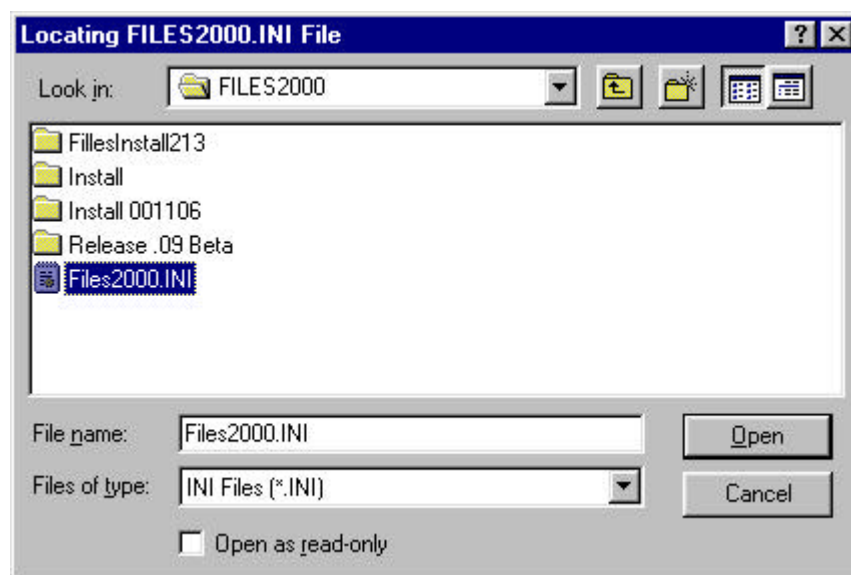 Locating FILES2000.INI File
Look in: FILES2000
FillesInstall213
Install
Install 001106
Release .09 Beta
Files2000.INI
File name: Files2000.INI Open
Files of type: INI Files (*.INI) Cancel
Open as read-only